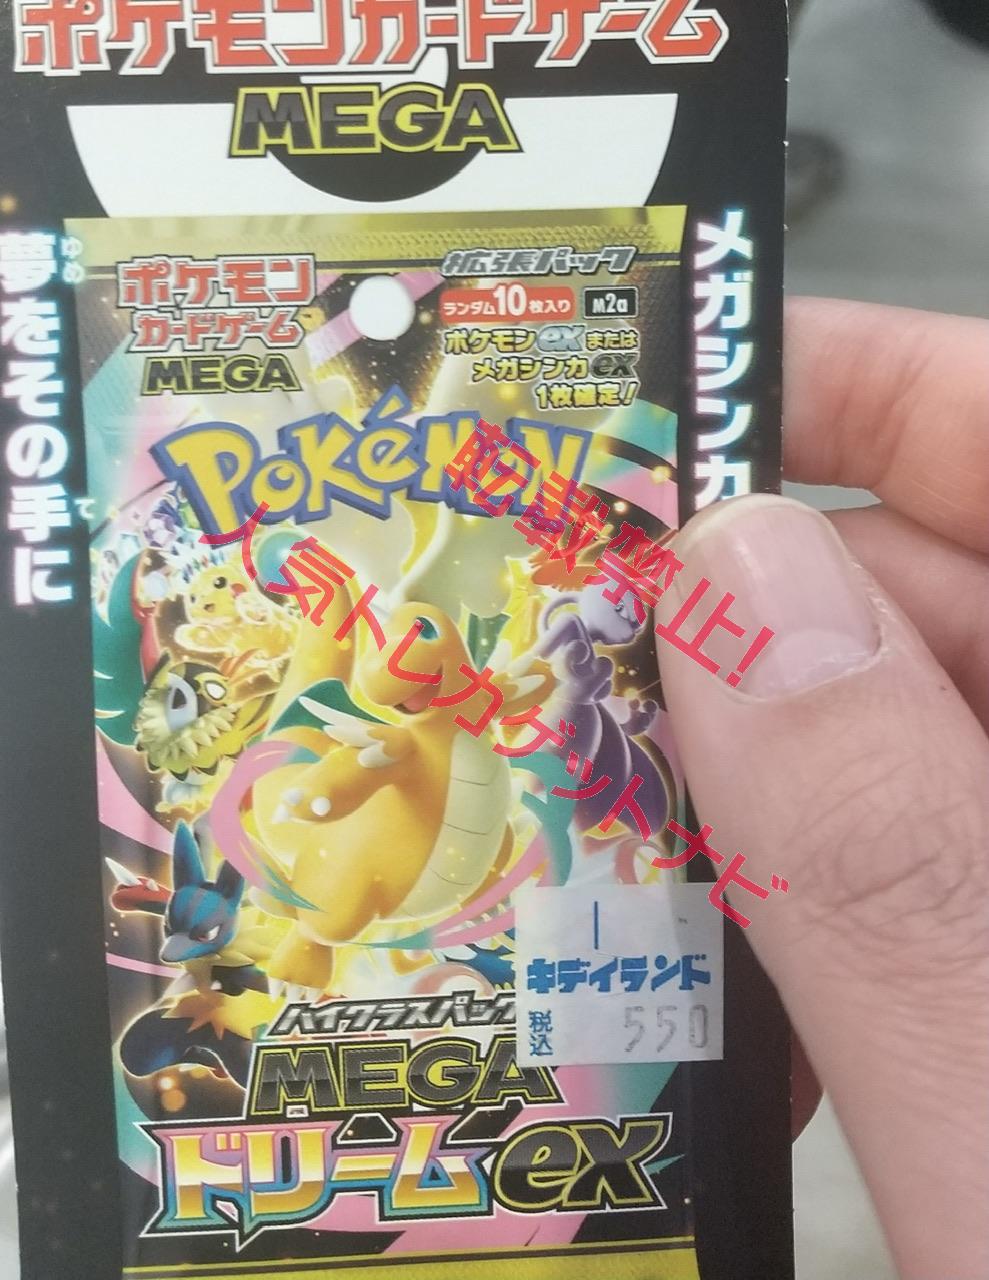 ポケモンカードゲーム
MEGA
夢をその手に
ゆめ
て
メガシンカ
ポケモン
カードゲーム
MEGA
拡張パック
ランダム10枚入り
M2a
ポケモンexまたは
メガシンカex
1枚確定!
POKéMON
転載禁止!
人気トレカゲットナビ
キデイランド
税込
550
ハイクラスパック
MEGA
ドリームex